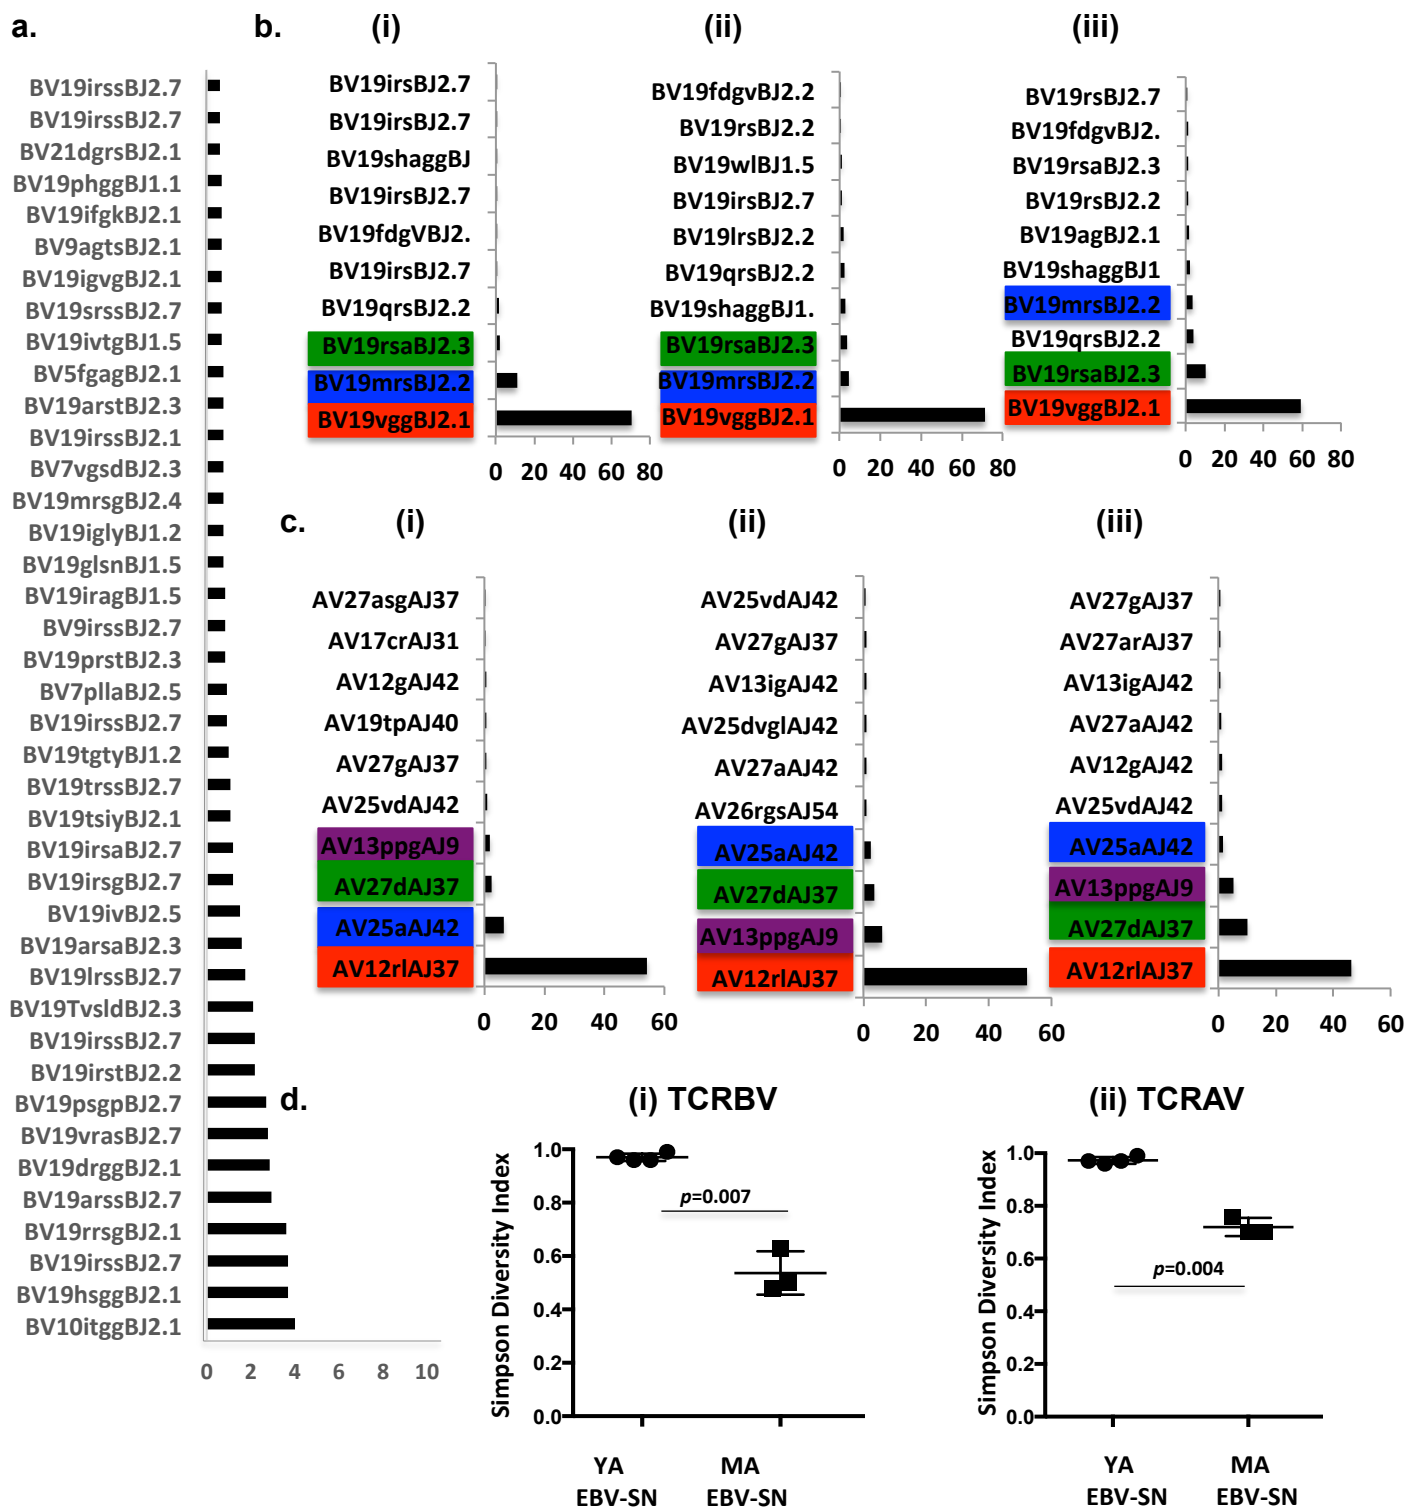 a.
BV19irssBJ2.7
BV19irssBJ2.7
BV21dgrsBJ2.1
BV19phggBJ1.1
BV19ifgkBJ2.1
BV9agtsBJ2.1
BV19igvgBJ2.1
BV19srssBJ2.7
BV19ivtgBJ1.5
BV5fgagBJ2.1
BV19arstBJ2.3
BV19irssBJ2.1
BV7vgsdBJ2.3
BV19mrsgBJ2.4
BV19iglyBJ1.2
BV19glsnBJ1.5
BV19iragBJ1.5
BV9irssBJ2.7
BV19prstBJ2.3
BV7pllaBJ2.5
BV19irssBJ2.7
BV19tgtyBJ1.2
BV19trssBJ2.7
BV19tsiyBJ2.1
BV19irsaBJ2.7
BV19irsgBJ2.7
BV19ivBJ2.5
BV19arsaBJ2.3
BV19lrssBJ2.7
BV19TvsldBJ2.3
BV19irssBJ2.7
BV19irstBJ2.2
BV19psgpBJ2.7
BV19vrasBJ2.7
BV19drggBJ2.1
BV19arssBJ2.7
BV19rrsgBJ2.1
BV19irssBJ2.7
BV19hsggBJ2.1
BV10itggBJ2.1
0 2 4 6 8 10
b.
(i)
BV19irsBJ2.7
BV19irsBJ2.7
BV19shaggBJ
BV19irsBJ2.7
BV19fdgVBJ2.
BV19irsBJ2.7
BV19qrsBJ2.2
BV19rsaBJ2.3
BV19mrsBJ2.2
BV19vggBJ2.1
0 20 40 60 80
(ii)
BV19fdgvBJ2.2
BV19rsBJ2.2
BV19wlBJ1.5
BV19irsBJ2.7
BV19lrsBJ2.2
BV19qrsBJ2.2
BV19shaggBJ1.
BV19rsaBJ2.3
BV19mrsBJ2.2
BV19vggBJ2.1
0 20 40 60 80
(iii)
BV19rsBJ2.7
BV19fdgvBJ2.
BV19rsaBJ2.3
BV19rsBJ2.2
BV19agBJ2.1
BV19shaggBJ1
BV19mrsBJ2.2
BV19qrsBJ2.2
BV19rsaBJ2.3
BV19vggBJ2.1
0 20 40 60 80
c.
(i)
AV27asgAJ37
AV17crAJ31
AV12gAJ42
AV19tpAJ40
AV27gAJ37
AV25vdAJ42
AV13ppgAJ9
AV27dAJ37
AV25aAJ42
AV12rlAJ37
0 20 40 60
(ii)
AV25vdAJ42
AV27gAJ37
AV13igAJ42
AV25dvglAJ42
AV27aAJ42
AV26rgsAJ54
AV25aAJ42
AV27dAJ37
AV13ppgAJ9
AV12rlAJ37
0 20 40 60
(iii)
AV27gAJ37
AV27arAJ37
AV13igAJ42
AV27aAJ42
AV12gAJ42
AV25vdAJ42
AV25aAJ42
AV13ppgAJ9
AV27dAJ37
AV12rlAJ37
0 20 40 60
d.
(i) TCRBV
Simpson Diversity Index
1.0
0.8
0.6
0.4
0.2
0.0
p=0.007
YA MA
EBV-SN EBV-SN
(ii) TCRAV
Simpson Diversity Index
1.0
0.8
0.6
0.4
0.2
0.0
p=0.004
YA MA
EBV-SN EBV-SN